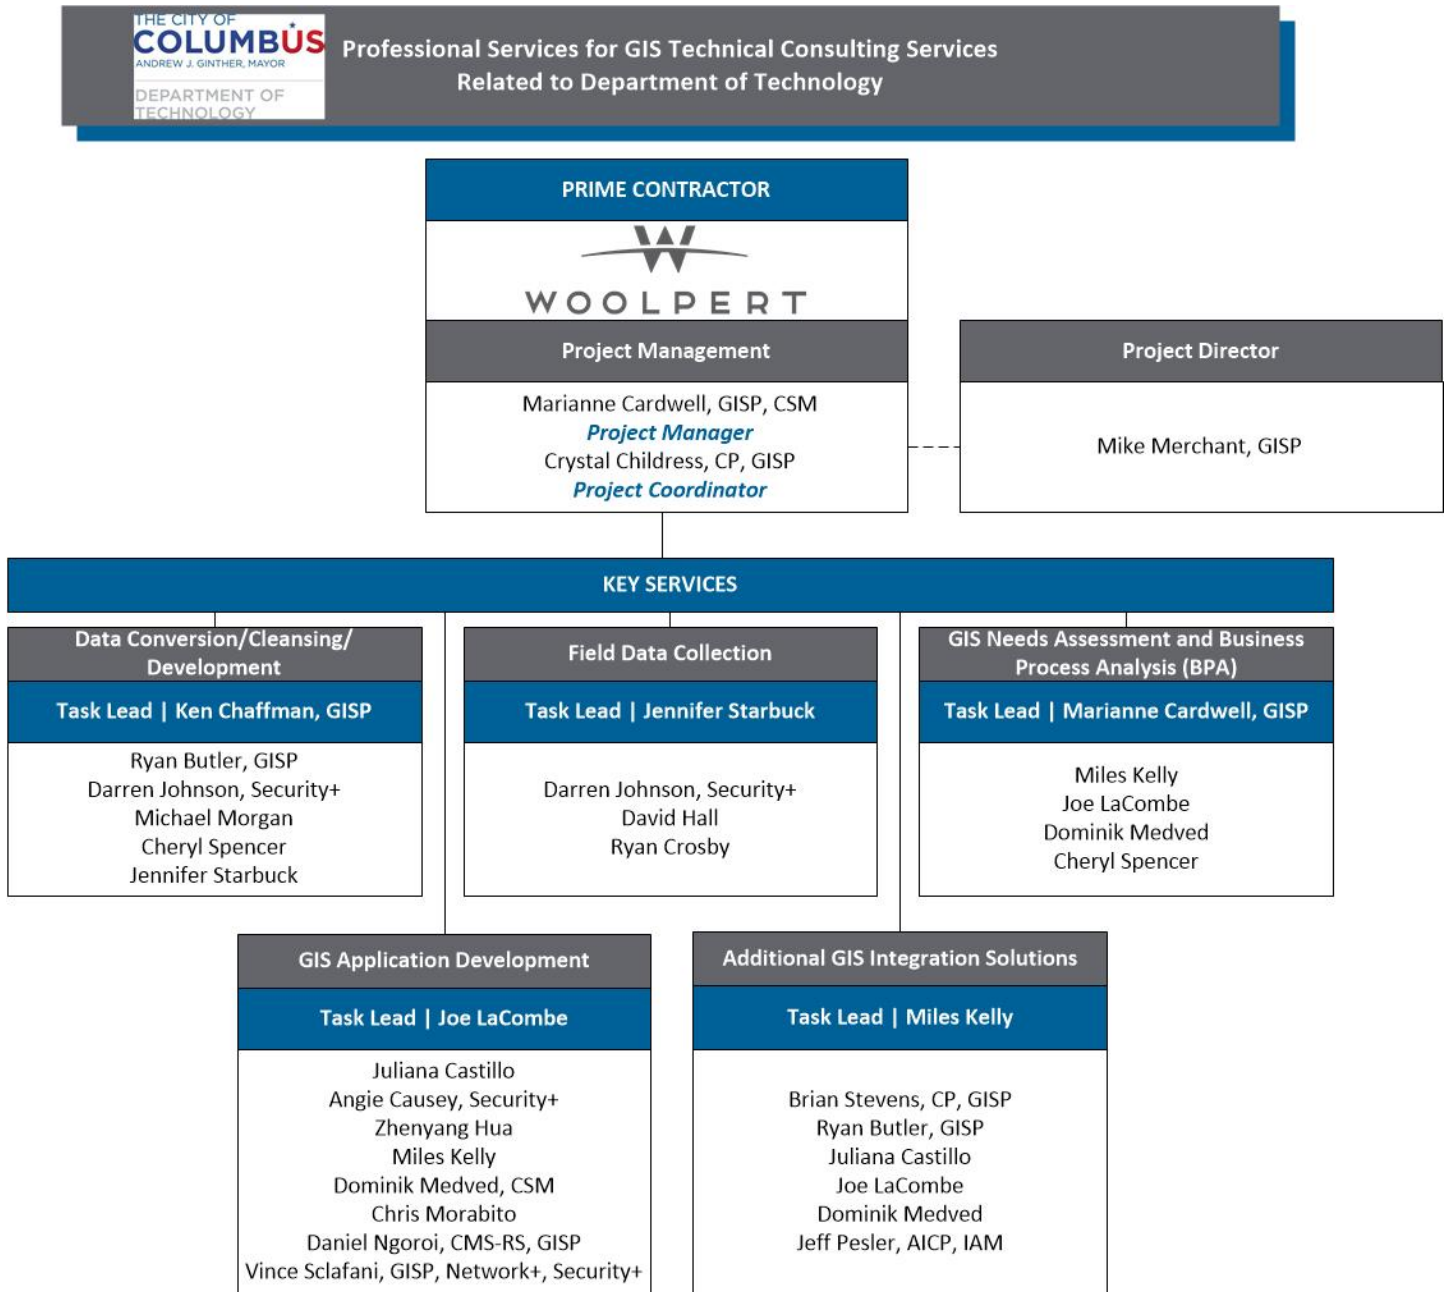 THE CITY OF
COLUMBUS
ANDREW J. GINTHER, MAYOR
DEPARTMENT OF
TECHNOLOGY
Professional Services for GIS Technical Consulting Services
Related to Department of Technology
PRIME CONTRACTOR
WOOLPERT
Project Management
Marianne Cardwell, GISP, CSM
Project Manager
Crystal Childress, CP, GISP
Project Coordinator
Project Director
Mike Merchant, GISP
KEY SERVICES
Data Conversion/Cleansing/
Development
Task Lead | Ken Chaffman, GISP
Ryan Butler, GISP
Darren Johnson, Security+
Michael Morgan
Cheryl Spencer
Jennifer Starbuck
Field Data Collection
Task Lead | Jennifer Starbuck
Darren Johnson, Security+
David Hall
Ryan Crosby
GIS Needs Assessment and Business
Process Analysis (BPA)
Task Lead | Marianne Cardwell, GISP
Miles Kelly
Joe LaCombe
Dominik Medved
Cheryl Spencer
GIS Application Development
Task Lead | Joe LaCombe
Juliana Castillo
Angie Causey, Security+
Zhenyang Hua
Miles Kelly
Dominik Medved, CSM
Chris Morabito
Daniel Ngoroi, CMS-RS, GISP
Vince Sclafani, GISP, Network+, Security+
Additional GIS Integration Solutions
Task Lead | Miles Kelly
Brian Stevens, CP, GISP
Ryan Butler, GISP
Juliana Castillo
Joe LaCombe
Dominik Medved
Jeff Pesler, AICP, IAM